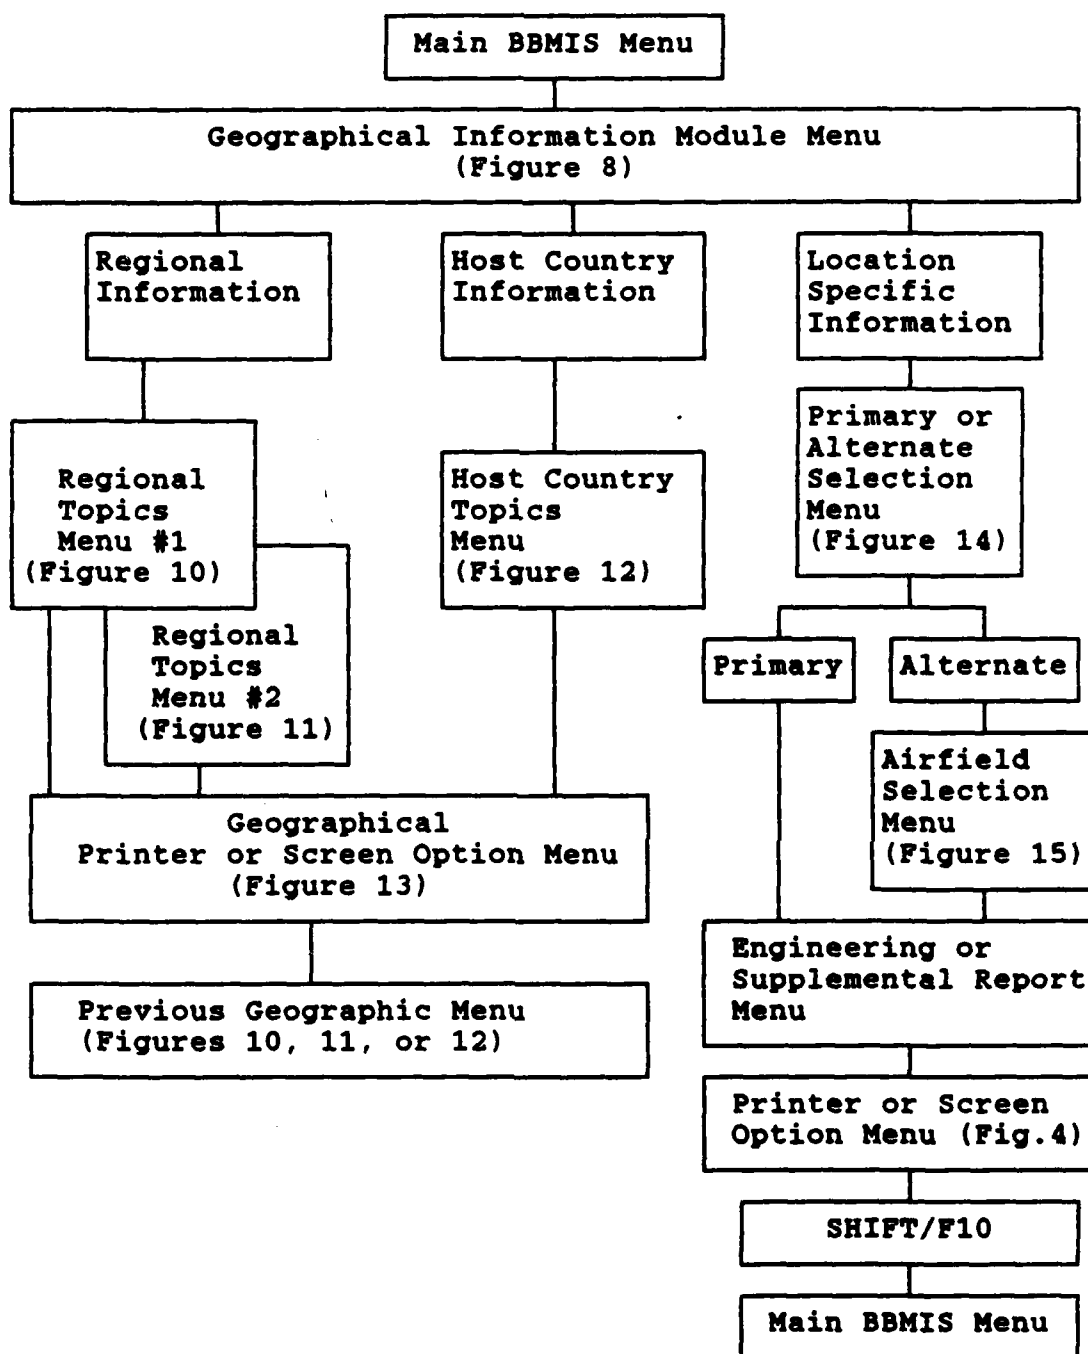 Main BBMIS Menu
Geographical Information Module Menu
(Figure 8)
Regional
Information
Host Country
Information
Location
Specific
Information
Regional
Topics
Menu #1
(Figure 10)
Regional
Topics
Menu #2
(Figure 11)
Host Country
Topics
Menu
(Figure 12)
Primary or
Alternate
Selection
Menu
(Figure 14)
Primary
Alternate
Airfield
Selection
Menu
(Figure 15)
Geographical
Printer or Screen Option Menu
(Figure 13)
Previous Geographic Menu
(Figures 10, 11, or 12)
Engineering or
Supplemental Report
Menu
Printer or Screen
Option Menu (Fig.4)
SHIFT/F10
Main BBMIS Menu